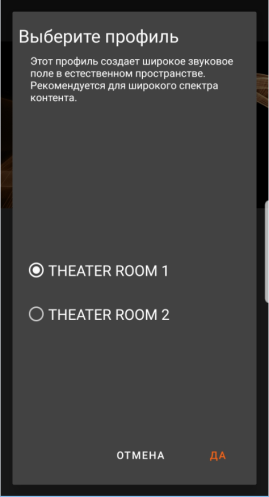 Выберите профиль
Этот профиль создает широкое звуковое
поле в естественном пространстве.
Рекомендуется для широкого спектра
контента.
THEATER ROOM 1
THEATER ROOM 2
ОТМЕНА ДА